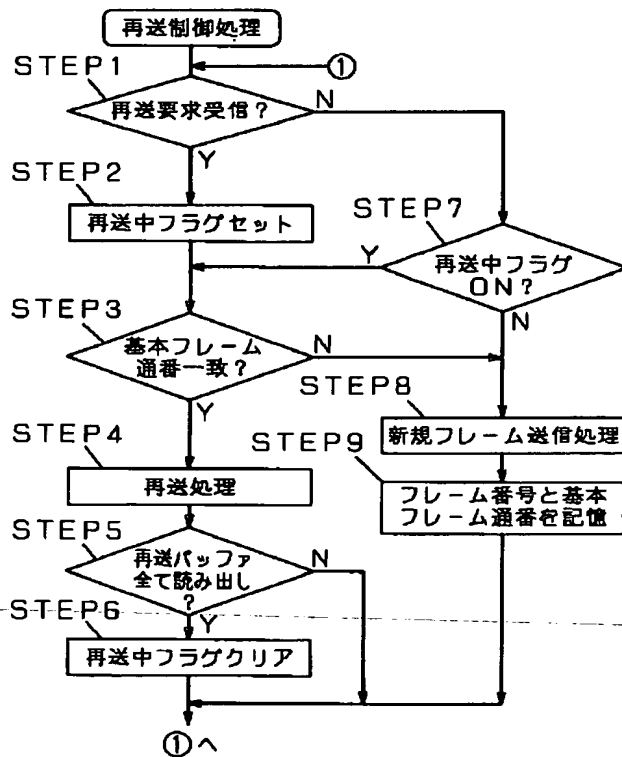 再送制御処理
①
STEP1
再送要求受信?
N
Y
STEP2
再送中フラグセット
STEP7
再送中フラグ
ON?
Y
N
STEP3
基本フレーム
通番一致?
N
Y
STEP8
新規フレーム送信処理
STEP4
再送処理
STEP9
フレーム番号と基本
フレーム通番を記憶
STEP5
再送バッファ
全て読み出し
?
N
Y
STEP6
再送中フラグクリア
①へ